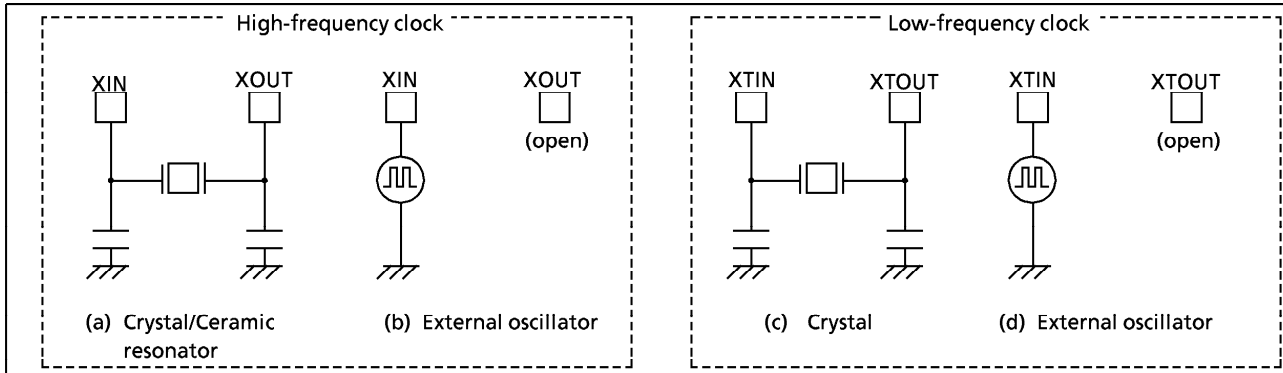 High-frequency clock
XIN
XOUT
XIN
XOUT
(open)
(a) Crystal/Ceramic
resonator
(b) External oscillator
Low-frequency clock
XTIN
XTOUT
XTIN
XTOUT
(open)
(c) Crystal
(d) External oscillator